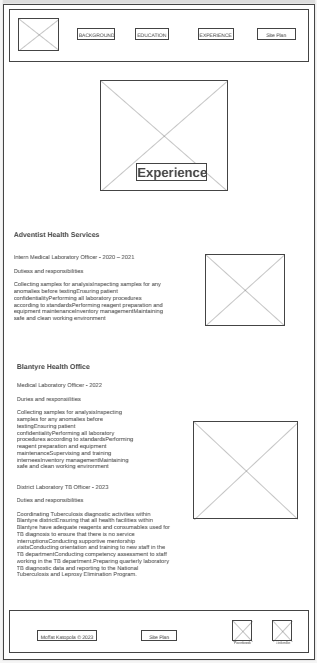 BACKGROUND
EDUCATION
EXPERIENCE
Site Plan
Experience
Adventist Health Services
Intern Medical Laboratory Officer - 2020 – 2021
Dutiess and responsibilities
Collecting samples for analysisInspecting samples for any
anomalies before testingEnsuring patient
confidentialityPerforming all laboratory procedures
according to standardsPerforming reagent preparation and
equipment maintenanceInventory managementMaintaining
safe and clean working environment
Blantyre Health Office
Medical Laboratory Officer - 2022
Duries and responsibilities
Collecting samples for analysisInspecting
samples for any anomalies before
testingEnsuring patient
confidentialityPerforming all laboratory
procedures according to standardsPerforming
reagent preparation and equipment
maintenanceSupervising and training
interneesInventory managementMaintaining
safe and clean working environment
District Laboratory TB Officer - 2023
Duties and responsibilities
Coordinating Tuberculosis diagnostic activities within
Blantyre districtEnsuring that all health facilities within
Blantyre have adequate reagents and consumables used for
TB diagnosis to ensure that there is no service
interruptionsConducting supportive mentorship
visitsConducting orientation and training to new staff in the
TB departmentConducting competency assessment to staff
working in the TB department.Preparing quarterly laboratory
TB diagnostic data and reporting to the National
Tuberculosis and Leprosy Elimination Program.
Moffat Kaispole © 2023
Site Plan
Facebook
LinkedIn